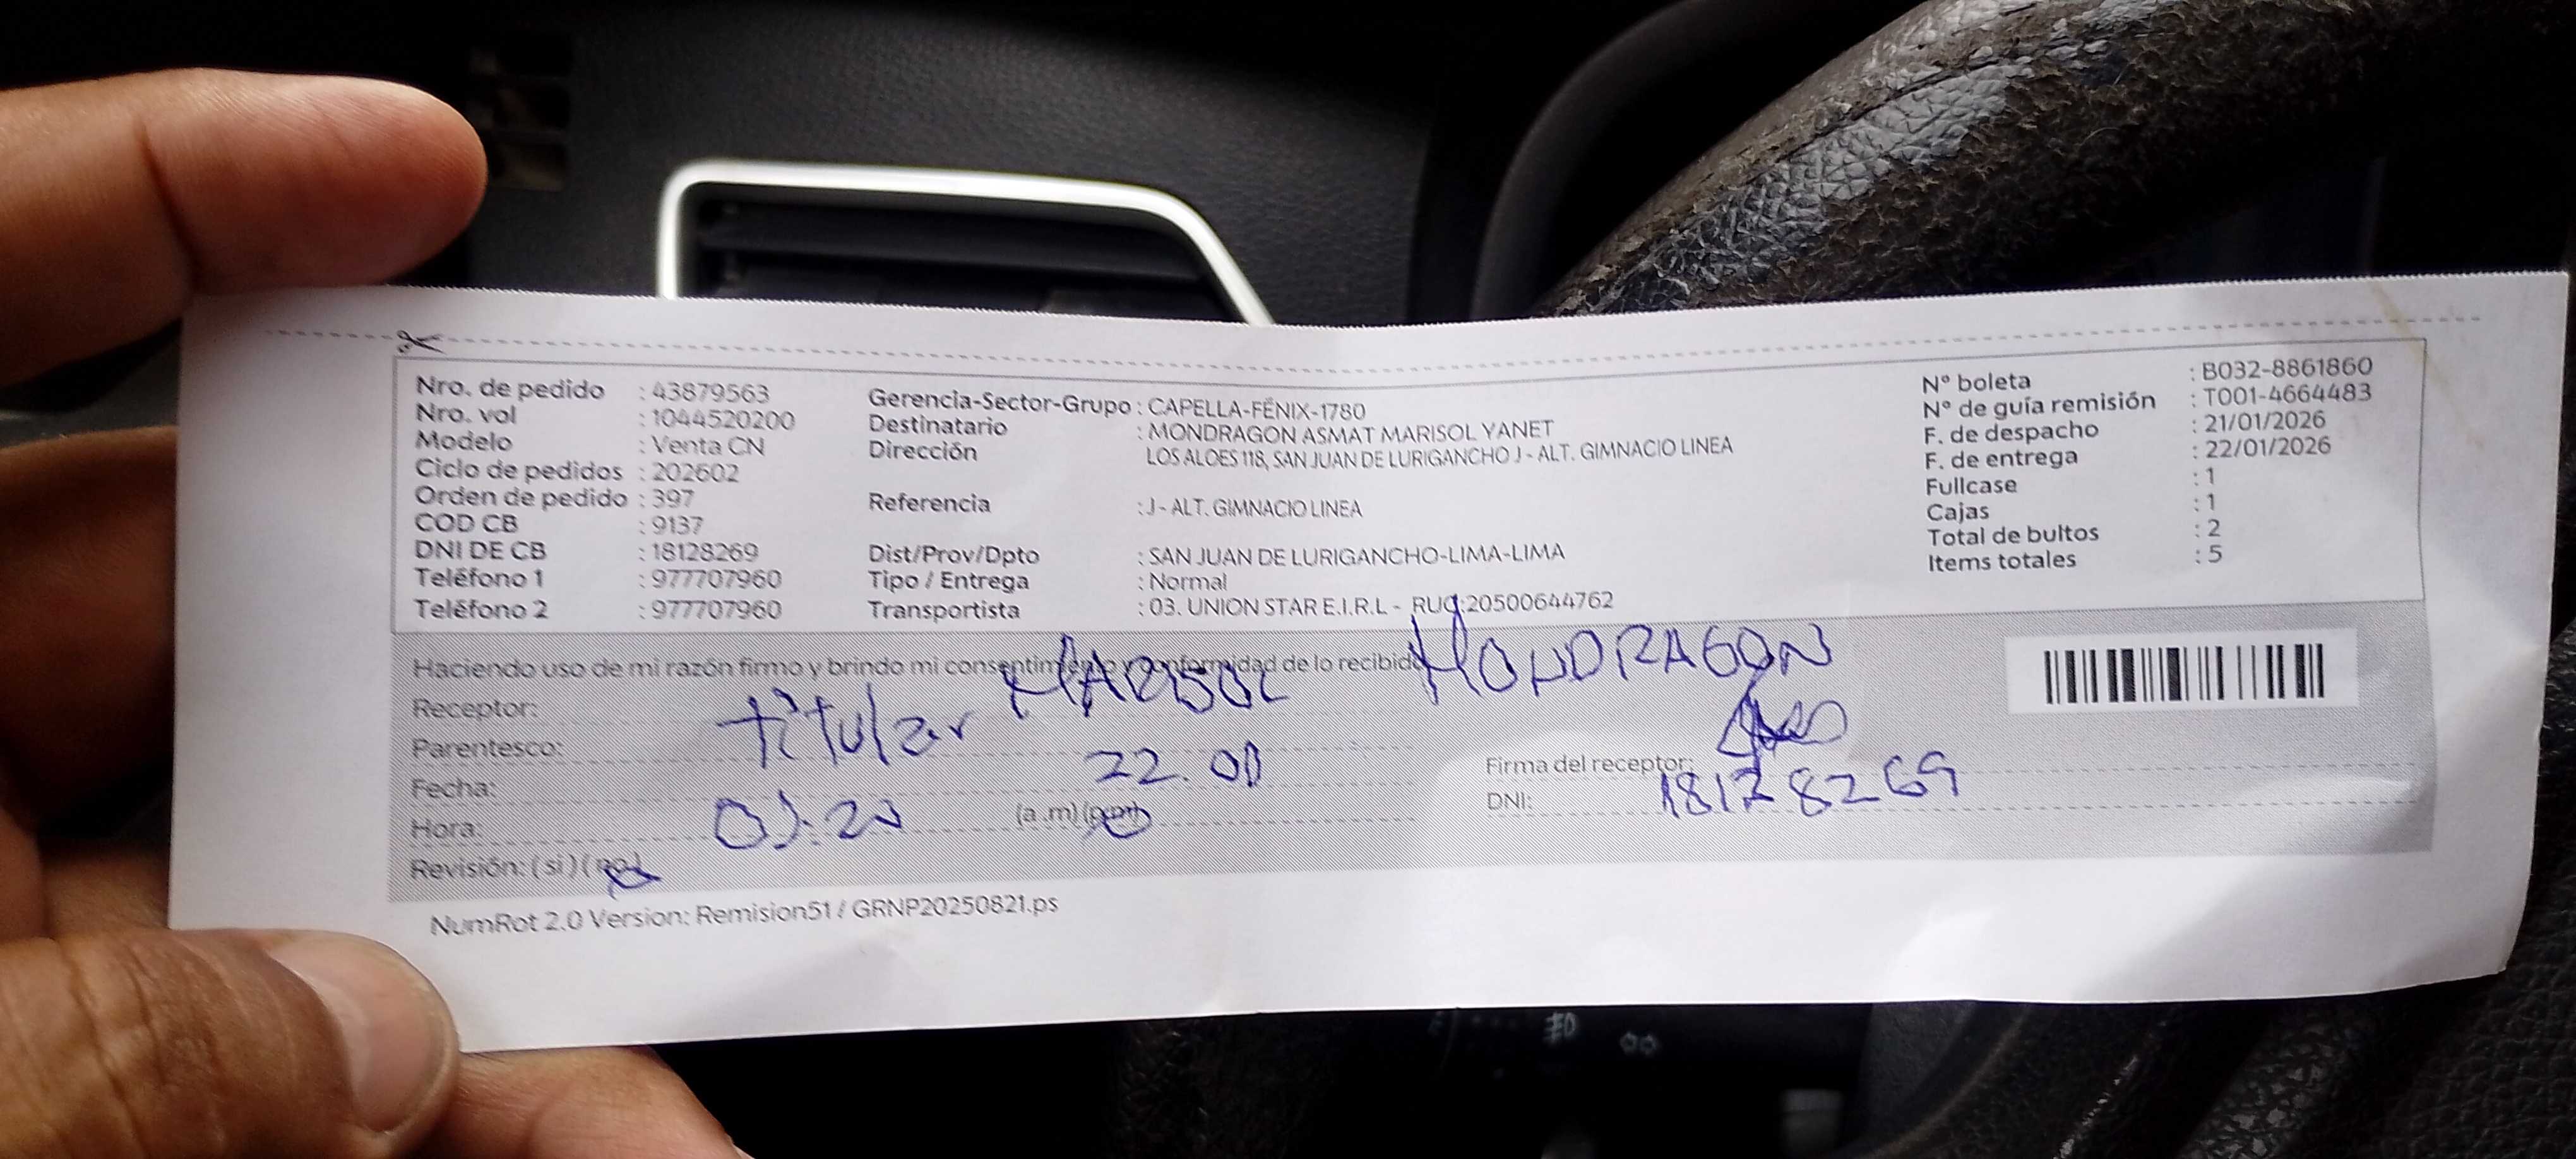 Nro. de pedido : 43879563
Nro. vol : 1044520200
Modelo : Venta CN
Ciclo de pedidos : 202602
Orden de pedido : 397
COD CB : 9137
DNI DE CB : 18128269
Teléfono 1 : 977707960
Teléfono 2 : 977707960
Gerencia-Sector-Grupo : CAPELLA-FÉNIX-1780
Destinatario : MONDRAGON ASMAT MARISOL YANET
Dirección LOS ALOES 118, SAN JUAN DE LURIGANCHO J - ALT. GIMNACIO LINEA
Referencia : J - ALT. GIMNACIO LINEA
Dist/Prov/Dpto : SAN JUAN DE LURIGANCHO-LIMA-LIMA
Tipo / Entrega : Normal
Transportista : 03. UNION STAR E.I.R.L - RUC:20500644762
N° boleta : B032-8861860
N° de guía remisión : T001-4664483
F. de despacho : 21/01/2026
F. de entrega : 22/01/2026
Fullcase : 1
Cajas : 1
Total de bultos : 2
Items totales : 5
Haciendo uso de mi razón firmo y brindo mi consentimiento y conformidad de lo recibido
Receptor: MARISOL MONDRAGON
Parentesco: titular
Fecha: 22.01
Hora: (a.m) (p.m)
Revisión: (si) (no)
Firma del receptor:
DNI: 18128269
NumRot 2.0 Version: Remision51 / GRNP20250821.ps